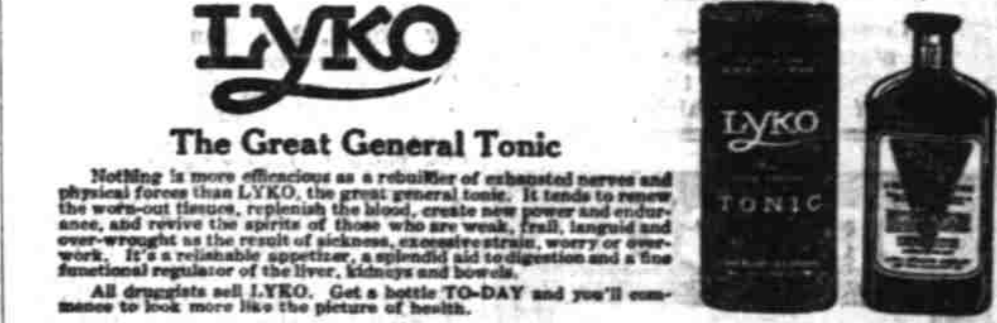 LYKO
The Great General Tonic
Nothing is more efficacious as a rebuilder of exhausted nerves and
physical forces than LYKO, the great general tonic. It tends to renew
the worn-out tissues, replenish the blood, create new power and endur-
ance, and revive the spirits of those who are weak, frail, languid and
over-wrought as the result of sickness, excessive strain, worry or over-
work. It's a relishable appetizer, a splendid aid to digestion and a fine
functional regulator of the liver, kidneys and bowels.
All druggists sell LYKO. Get a bottle TO-DAY and you'll com-
mence to look more like the picture of health.
LYKO
TONIC